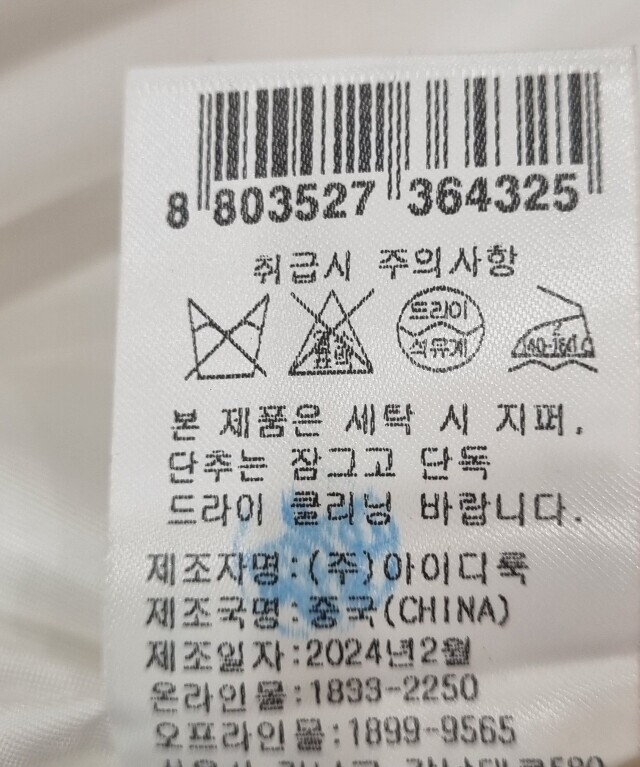 8 803527 364325
취급시 주의사항
드라이
석유계
본 제품은 세탁 시 지퍼,
단추는 잠그고 단독
드라이 클리닝 바랍니다.
제조자명:(주)아이디룩
제조국명:중국(CHINA)
제조일자:2024년2월
온라인몰:1899-2250
오프라인몰:1899-9565